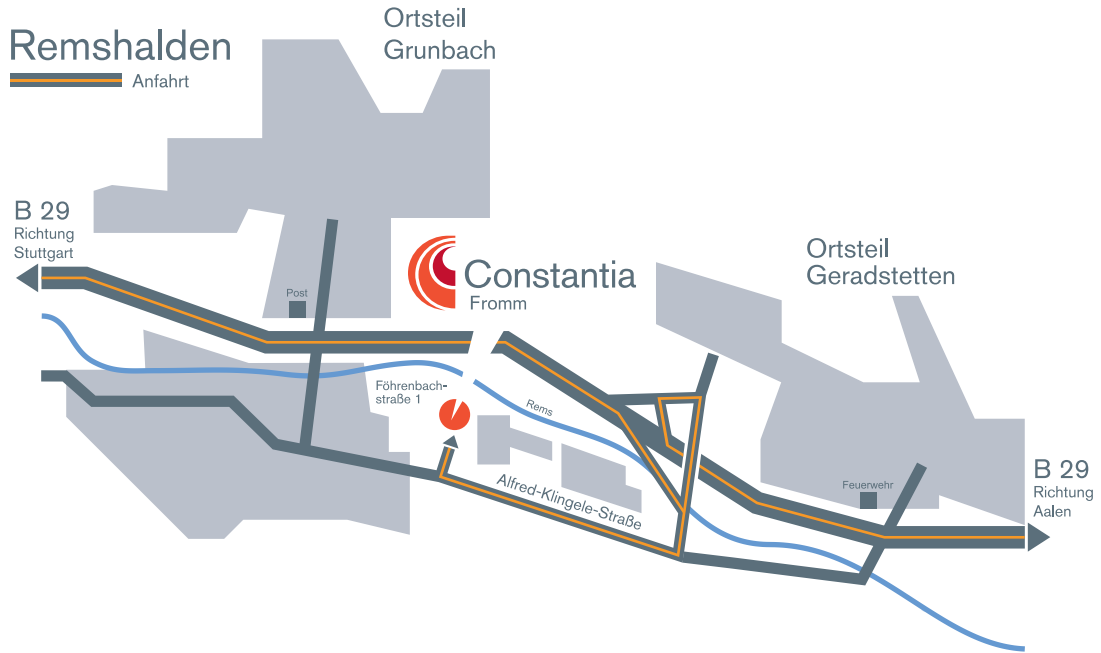 Remshalden
Anfahrt
Ortsteil
Grunbach
B 29
Richtung
Stuttgart
Post
Constantia
Fromm
Ortsteil
Geradstetten
Föhrenbach-
straße 1
Rems
Alfred-Klingele-Straße
Feuerwehr
B 29
Richtung
Aalen